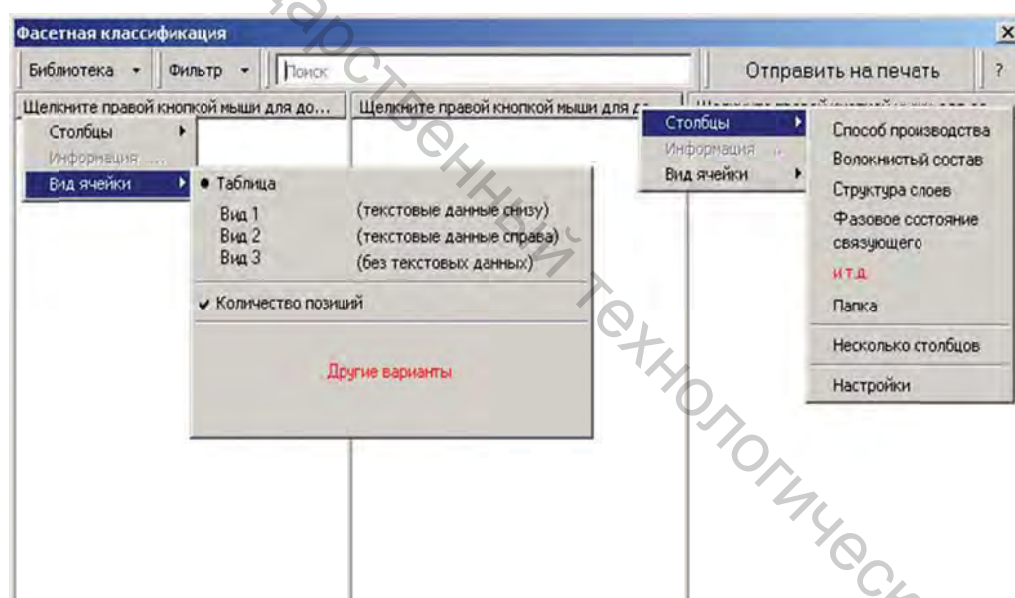 Фасетная классификация
Библиотека Фильтр Поиск Отправить на печать ?
Щелкните правой кнопкой мыши для до... Щелкните правой кнопкой мыши для
Столбцы
Информация ...
Вид ячейки
Таблица
Вид 1 (текстовые данные снизу)
Вид 2 (текстовые данные справа)
Вид 3 (без текстовых данных)
Количество позиций
Другие варианты
Столбцы
Информация ...
Вид ячейки
Способ производства
Волокнистый состав
Структура слоев
Фазовое состояние
связующего
и т.д.
Папка
Несколько столбцов
Настройки
дарственный технологически